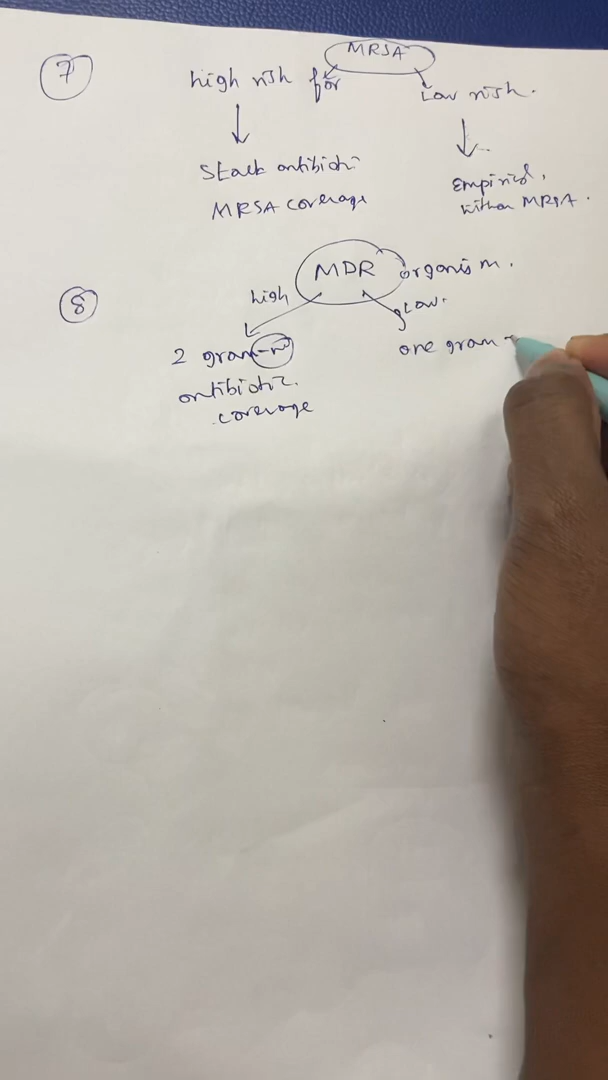 7
MRSA
high risk for
Low risk.
Start antibiotic
MRSA coverage
Empirical,
without MRSA.
8
MDR organism.
high
Low.
2 gram -ve
one gram -
antibiotic.
coverage